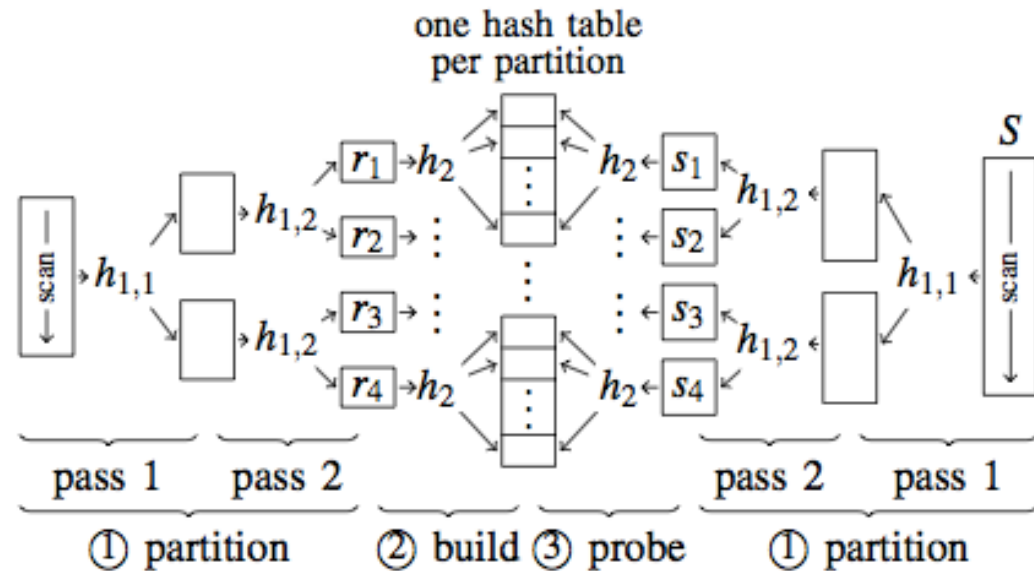 one hash table
per partition
S
r₁ h₂ h₂ s₁
h₁,₂ h₁,₂
r₂ ⋮ ⋮ ⋮ s₂
scan h₁,₁ ⋮ h₁,₁ scan
r₃ ⋮ ⋮ s₃
h₁,₂ h₁,₂
r₄ h₂ ⋮ h₂ s₄
pass 1 pass 2 pass 2 pass 1
① partition ② build ③ probe ① partition